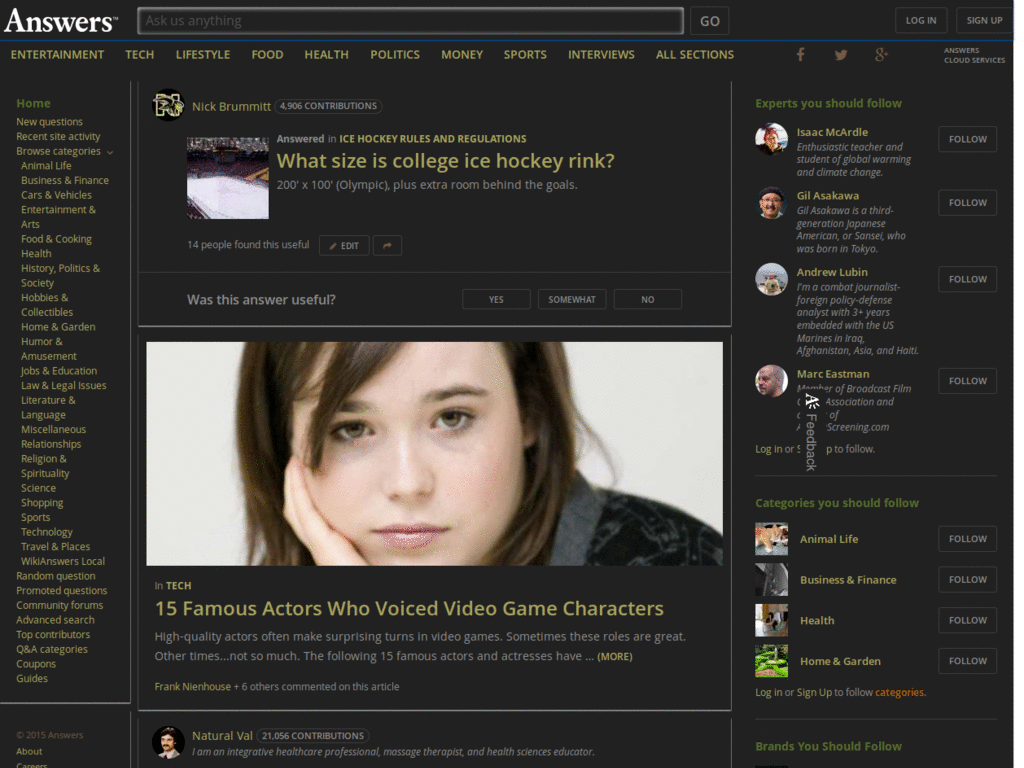 Answers™
Ask us anything
GO
LOG IN
SIGN UP
ENTERTAINMENT TECH LIFESTYLE FOOD HEALTH POLITICS MONEY SPORTS INTERVIEWS ALL SECTIONS
ANSWERS
CLOUD SERVICES
Home
New questions
Recent site activity
Browse categories
Animal Life
Business & Finance
Cars & Vehicles
Entertainment &
Arts
Food & Cooking
Health
History, Politics &
Society
Hobbies &
Collectibles
Home & Garden
Humor &
Amusement
Jobs & Education
Law & Legal Issues
Literature &
Language
Miscellaneous
Relationships
Religion &
Spirituality
Science
Shopping
Sports
Technology
Travel & Places
WikiAnswers Local
Random question
Promoted questions
Community forums
Advanced search
Top contributors
Q&A categories
Coupons
Guides
© 2015 Answers
About
Careers
Nick Brummitt 4,906 CONTRIBUTIONS
Answered in ICE HOCKEY RULES AND REGULATIONS
What size is college ice hockey rink?
200' x 100' (Olympic), plus extra room behind the goals.
14 people found this useful EDIT
Was this answer useful? YES SOMEWHAT NO
In TECH
15 Famous Actors Who Voiced Video Game Characters
High-quality actors often make surprising turns in video games. Sometimes these roles are great.
Other times...not so much. The following 15 famous actors and actresses have ... (MORE)
Frank Nienhouse + 6 others commented on this article
Natural Val 21,056 CONTRIBUTIONS
I am an integrative healthcare professional, massage therapist, and health sciences educator.
Experts you should follow
Isaac McArdle
FOLLOW
Enthusiastic teacher and
student of global warming
and climate change.
Gil Asakawa
FOLLOW
Gil Asakawa is a third-
generation Japanese
American, or Sansei, who
was born in Tokyo.
Andrew Lubin
FOLLOW
I'm a combat journalist-
foreign policy-defense
analyst with 3+ years
embedded with the US
Marines in Iraq,
Afghanistan, Asia, and Haiti.
Marc Eastman
FOLLOW
Member of Broadcast Film
Association and
of
Screening.com
Feedback
Log in or to follow.
Categories you should follow
Animal Life FOLLOW
Business & Finance FOLLOW
Health FOLLOW
Home & Garden FOLLOW
Log in or Sign Up to follow categories.
Brands You Should Follow